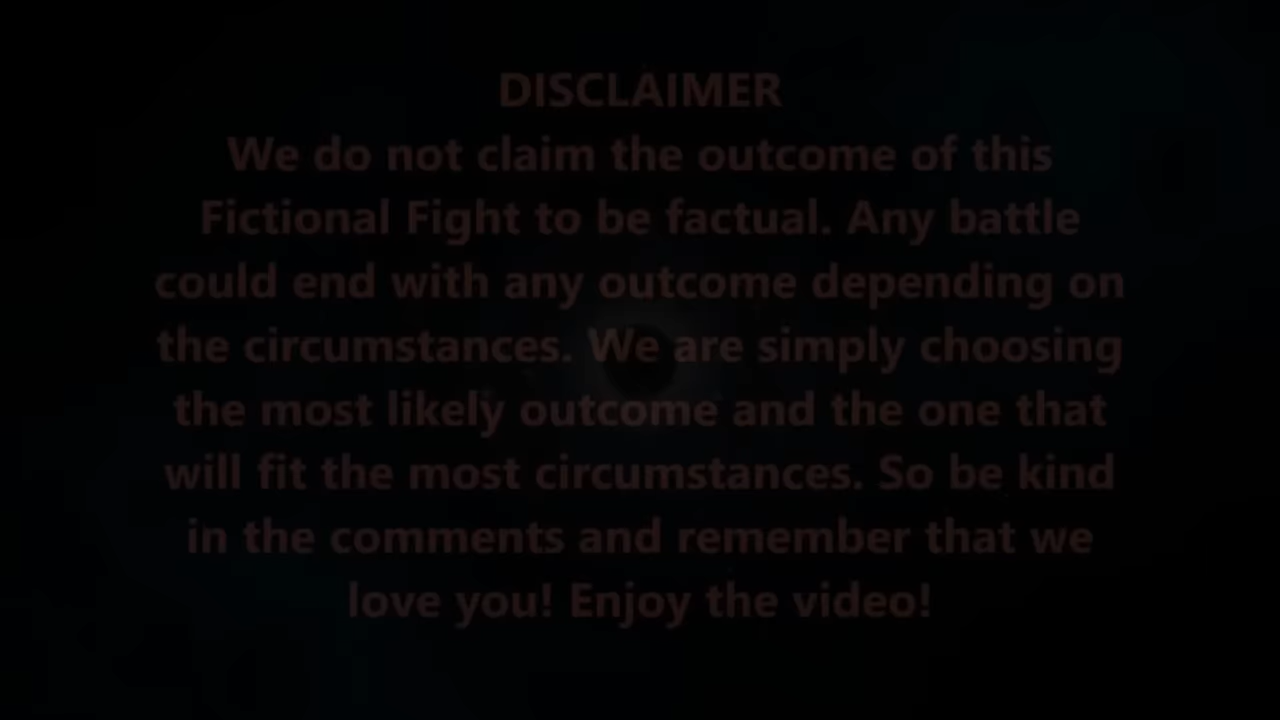 DISCLAIMER
We do not claim the outcome of this
Fictional Fight to be factual. Any battle
could end with any outcome depending on
the circumstances. We are simply choosing
the most likely outcome and the one that
will fit the most circumstances. So be kind
in the comments and remember that we
love you! Enjoy the video!